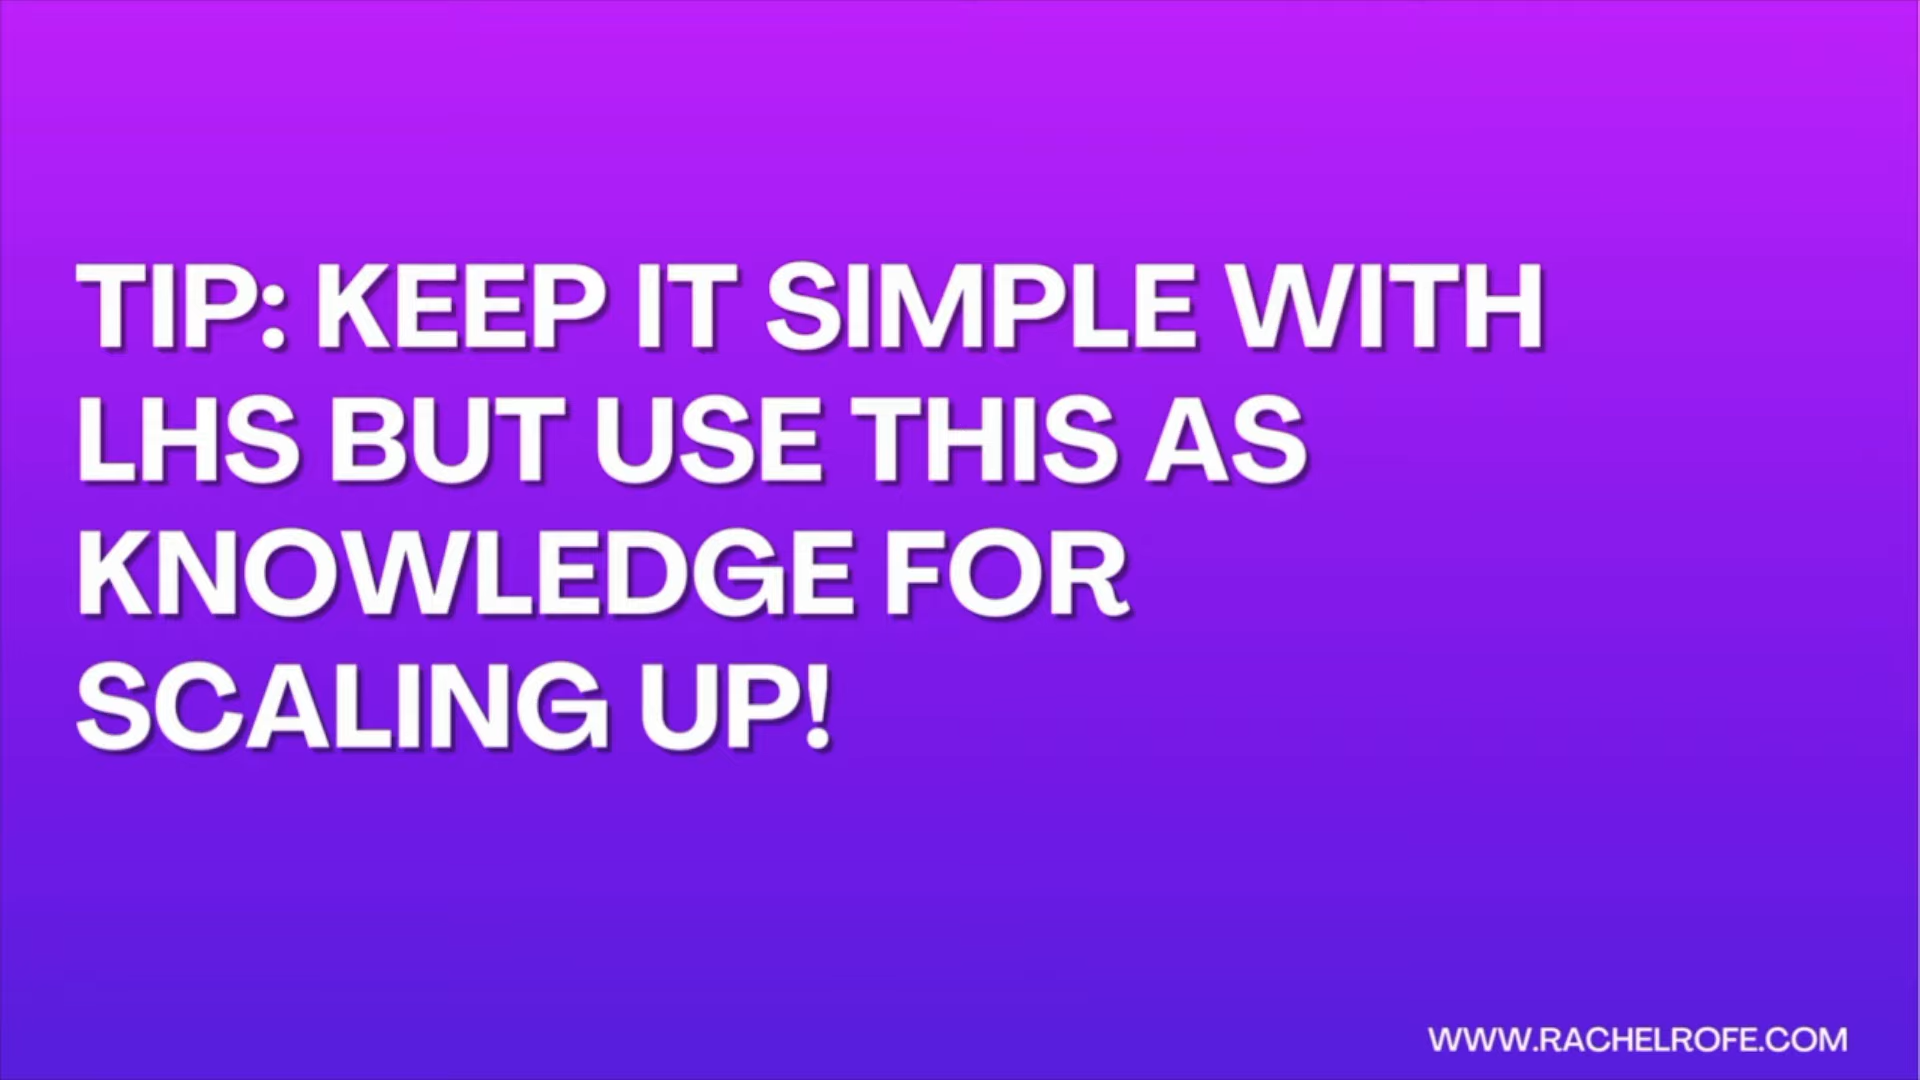 TIP: KEEP IT SIMPLE WITH
LHS BUT USE THIS AS
KNOWLEDGE FOR
SCALING UP!
WWW.RACHELROFE.COM